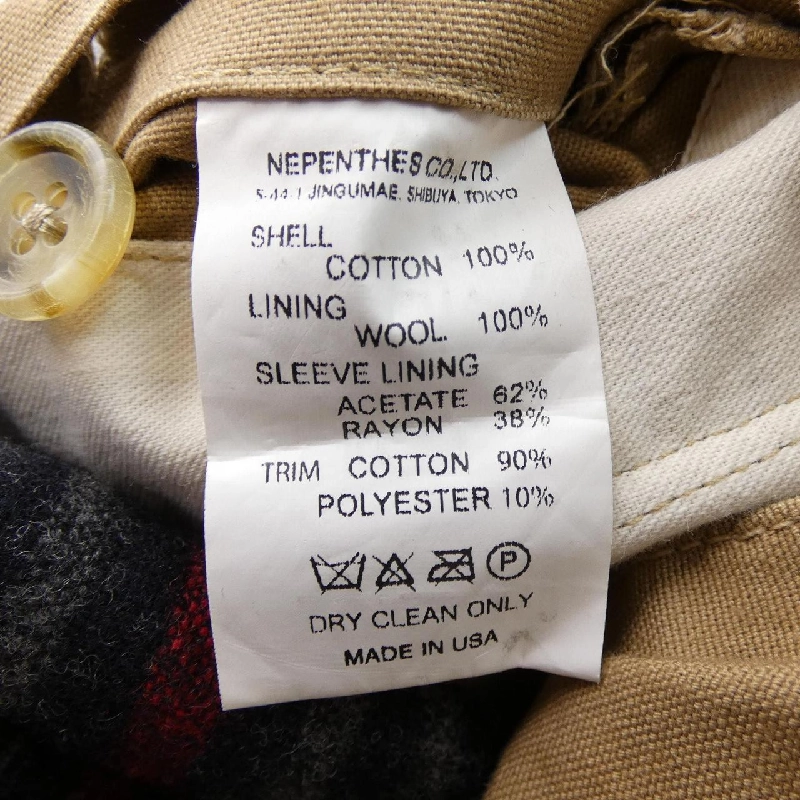 NEPENTHES CO.,LTD.
5-44-1 JINGUMAE, SHIBUYA, TOKYO
SHELL
COTTON 100%
LINING
WOOL 100%
SLEEVE LINING
ACETATE 62%
RAYON 38%
TRIM COTTON 90%
POLYESTER 10%
P
DRY CLEAN ONLY
MADE IN USA